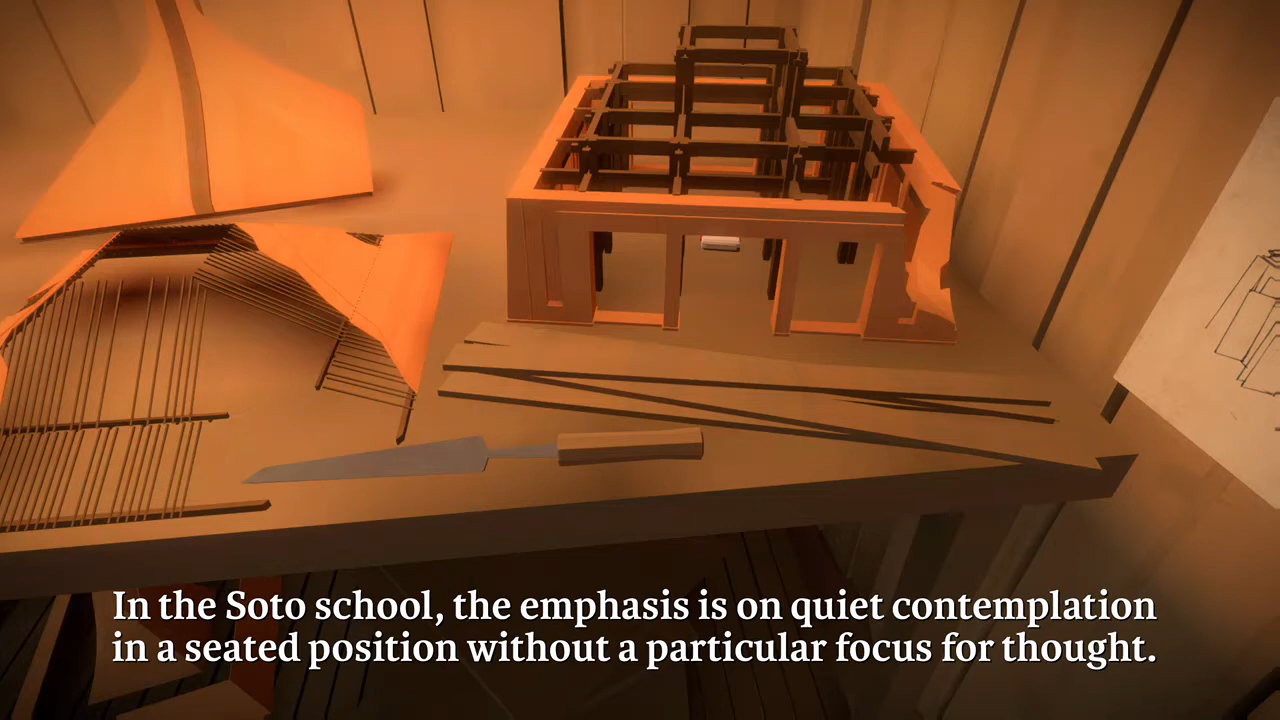 In the Soto school, the emphasis is on quiet contemplation
in a seated position without a particular focus for thought.